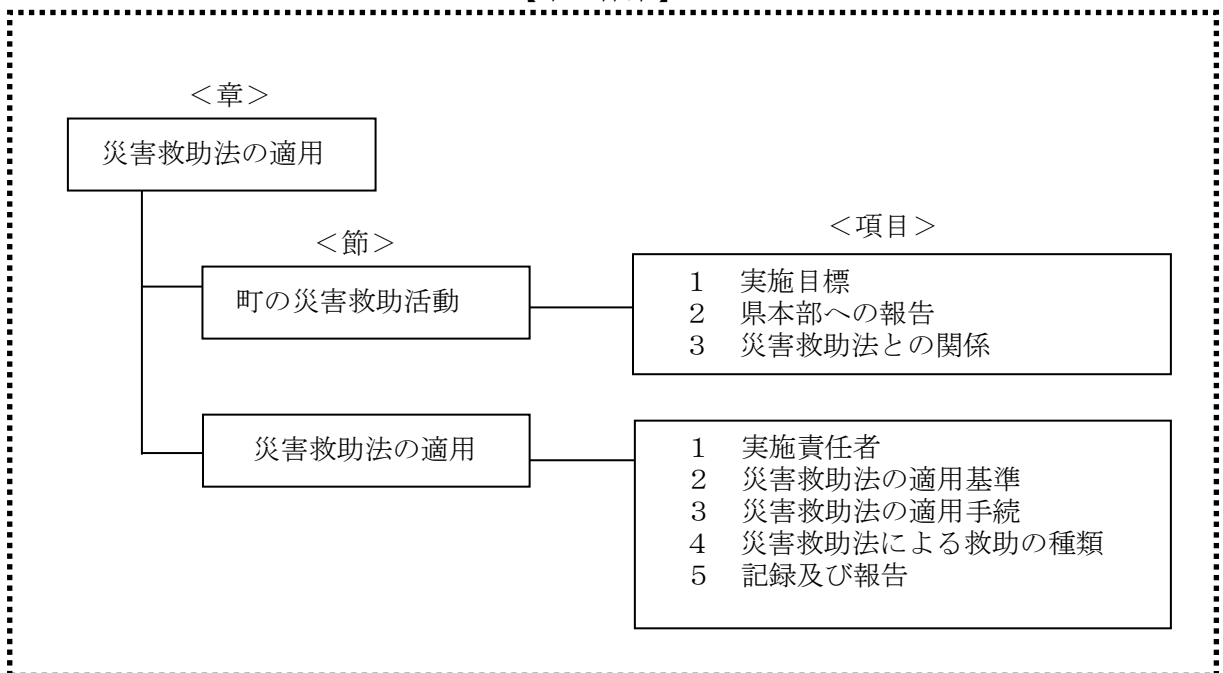 ＜章＞
災害救助法の適用
＜節＞
＜項目＞
町の災害救助活動
１　実施目標
２　県本部への報告
３　災害救助法との関係
災害救助法の適用
１　実施責任者
２　災害救助法の適用基準
３　災害救助法の適用手続
４　災害救助法による救助の種類
５　記録及び報告